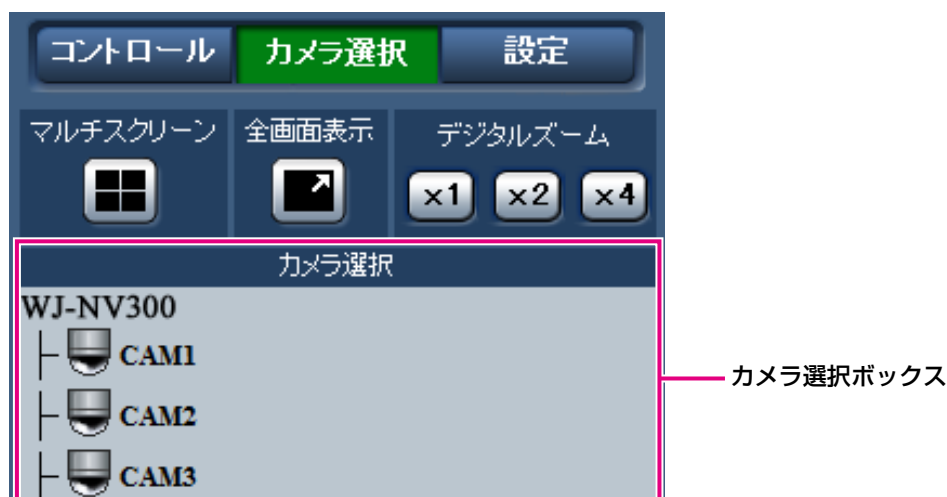 コントロール カメラ選択 設定
マルチスクリーン 全画面表示 デジタルズーム
×1 ×2 ×4
カメラ選択
WJ-NV300
CAM1
カメラ選択ボックス
CAM2
CAM3